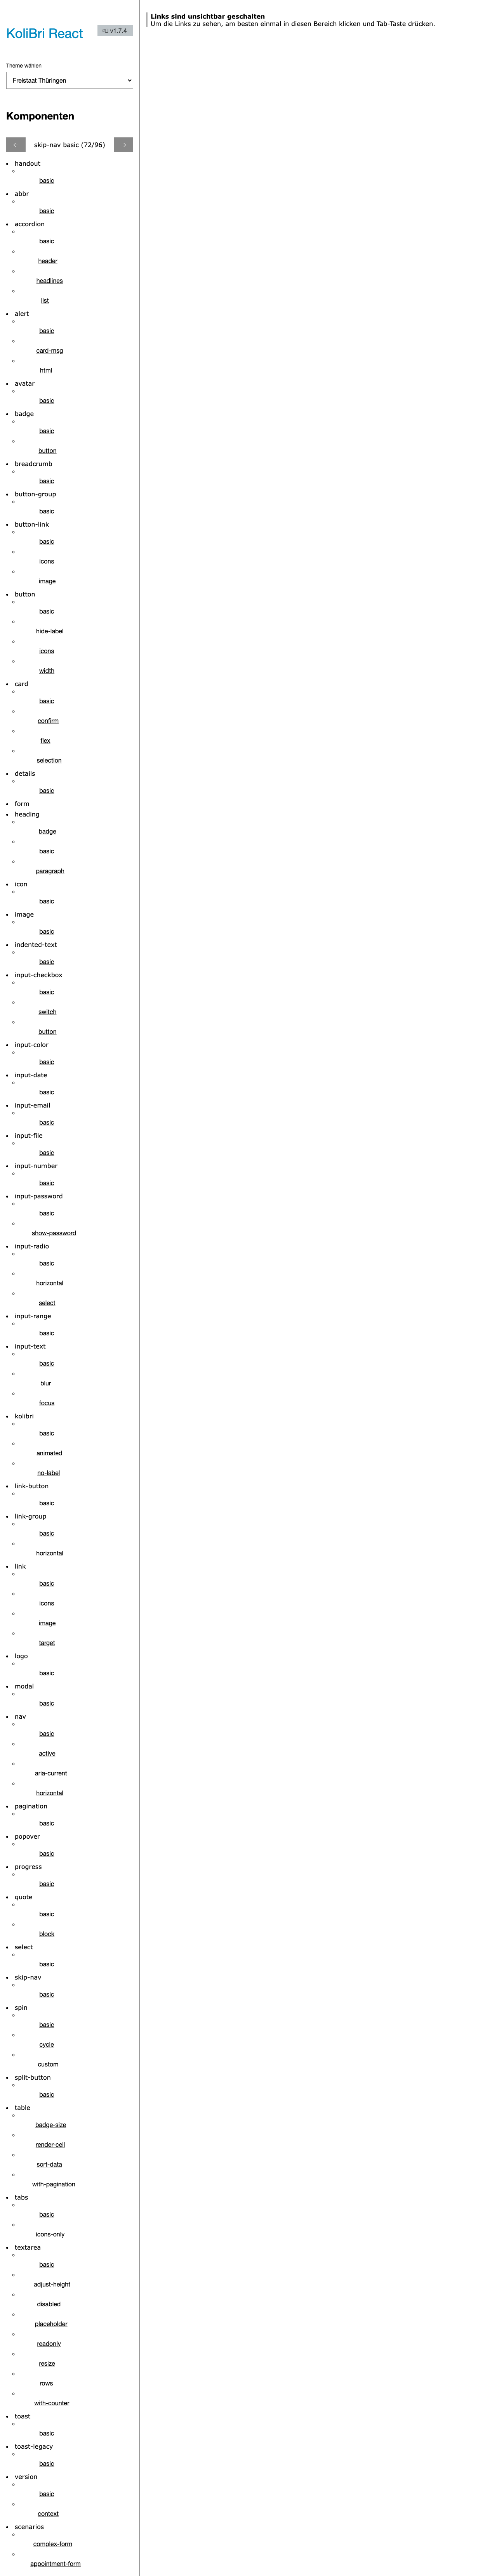 KoliBri React
v1.7.4
Theme wählen
Freistaat Thüringen
Komponenten
← skip-nav basic (72/96) →
handout
basic
abbr
basic
accordion
basic
header
headlines
list
alert
basic
card-msg
html
avatar
basic
badge
basic
button
breadcrumb
basic
button-group
basic
button-link
basic
icons
image
button
basic
hide-label
icons
width
card
basic
confirm
flex
selection
details
basic
form
heading
badge
basic
paragraph
icon
basic
image
basic
indented-text
basic
input-checkbox
basic
switch
button
input-color
basic
input-date
basic
input-email
basic
input-file
basic
input-number
basic
input-password
basic
show-password
input-radio
basic
horizontal
select
input-range
basic
input-text
basic
blur
focus
kolibri
basic
animated
no-label
link-button
basic
link-group
basic
horizontal
link
basic
icons
image
target
logo
basic
modal
basic
nav
basic
active
aria-current
horizontal
pagination
basic
popover
basic
progress
basic
quote
basic
block
select
basic
skip-nav
basic
spin
basic
cycle
custom
split-button
basic
table
badge-size
render-cell
sort-data
with-pagination
tabs
basic
icons-only
textarea
basic
adjust-height
disabled
placeholder
readonly
resize
rows
with-counter
toast
basic
toast-legacy
basic
version
basic
context
scenarios
complex-form
appointment-form
Links sind unsichtbar geschalten
Um die Links zu sehen, am besten einmal in diesen Bereich klicken und Tab-Taste drücken.